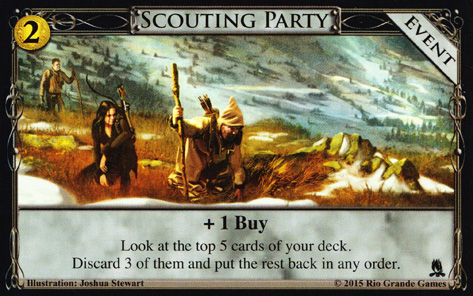 SCOUTING PARTY
2
EVENT
+ 1 Buy
Look at the top 5 cards of your deck.
Discard 3 of them and put the rest back in any order.
Illustration: Joshua Stewart
© 2015 Rio Grande Games